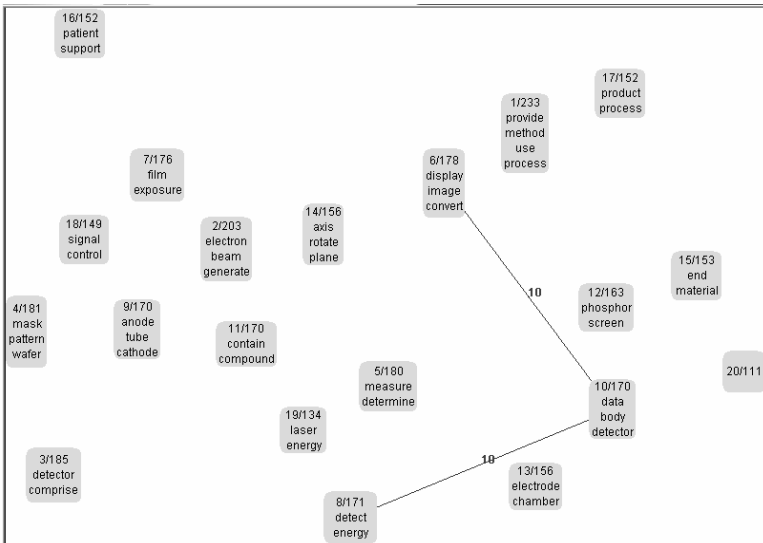 16/152
patient
support
17/152
product
process
1/233
provide
method
use
process
7/176
film
exposure
6/178
display
image
convert
14/156
axis
rotate
plane
18/149
signal
control
2/203
electron
beam
generate
15/153
end
material
12/163
phosphor
screen
10
4/181
mask
pattern
wafer
9/170
anode
tube
cathode
11/170
contain
compound
5/180
measure
determine
20/111
10/170
data
body
detector
19/134
laser
energy
3/185
detector
comprise
10
13/156
electrode
chamber
8/171
detect
energy